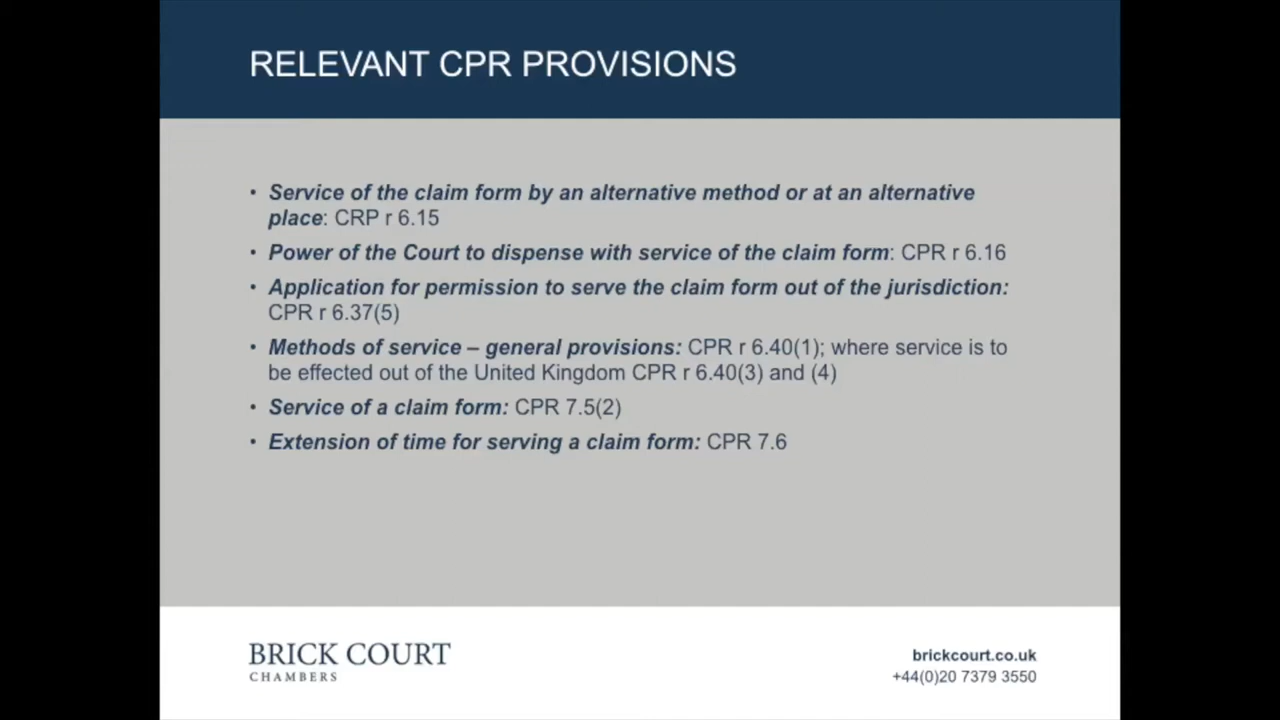 RELEVANT CPR PROVISIONS
• Service of the claim form by an alternative method or at an alternative
place: CRP r 6.15
• Power of the Court to dispense with service of the claim form: CPR r 6.16
• Application for permission to serve the claim form out of the jurisdiction:
CPR r 6.37(5)
• Methods of service – general provisions: CPR r 6.40(1); where service is to
be effected out of the United Kingdom CPR r 6.40(3) and (4)
• Service of a claim form: CPR 7.5(2)
• Extension of time for serving a claim form: CPR 7.6
BRICK COURT
CHAMBERS
brickcourt.co.uk
+44(0)20 7379 3550